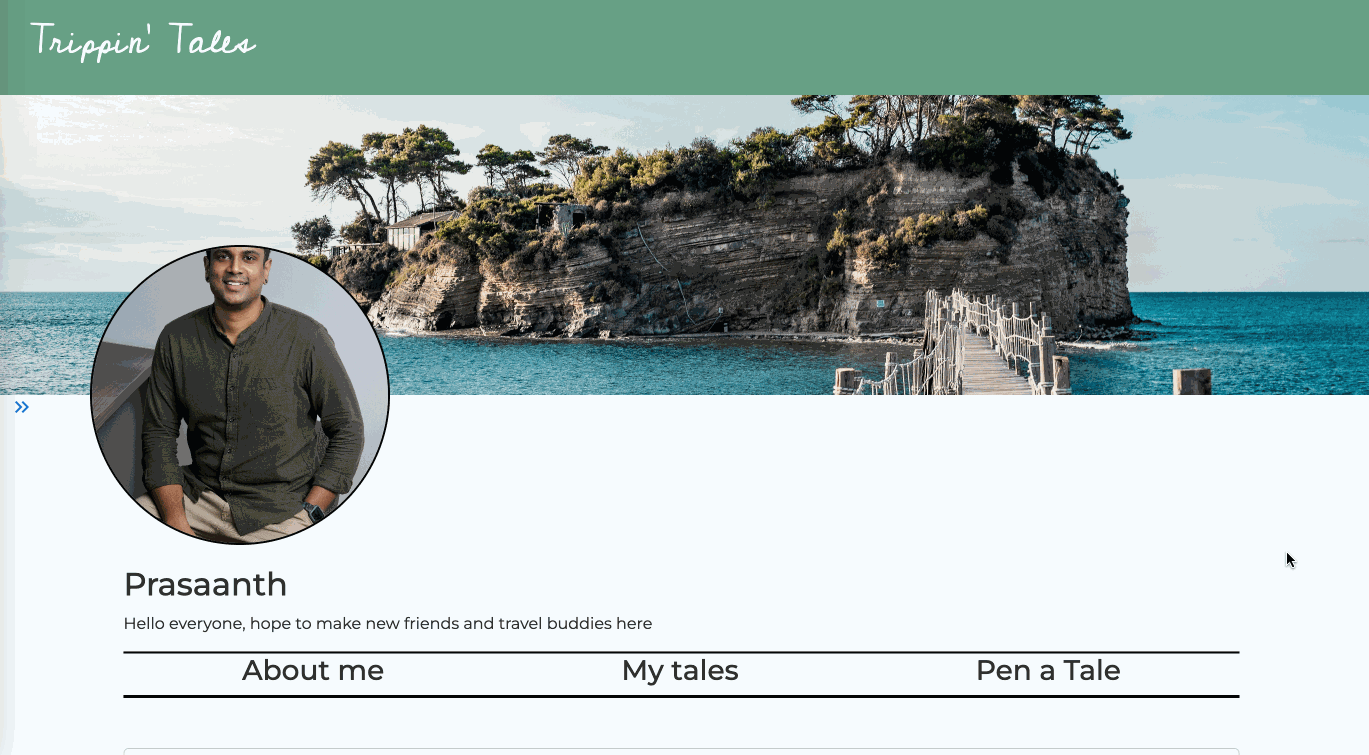 Trippin' Tales
Prasaanth
Hello everyone, hope to make new friends and travel buddies here
About me My tales Pen a Tale